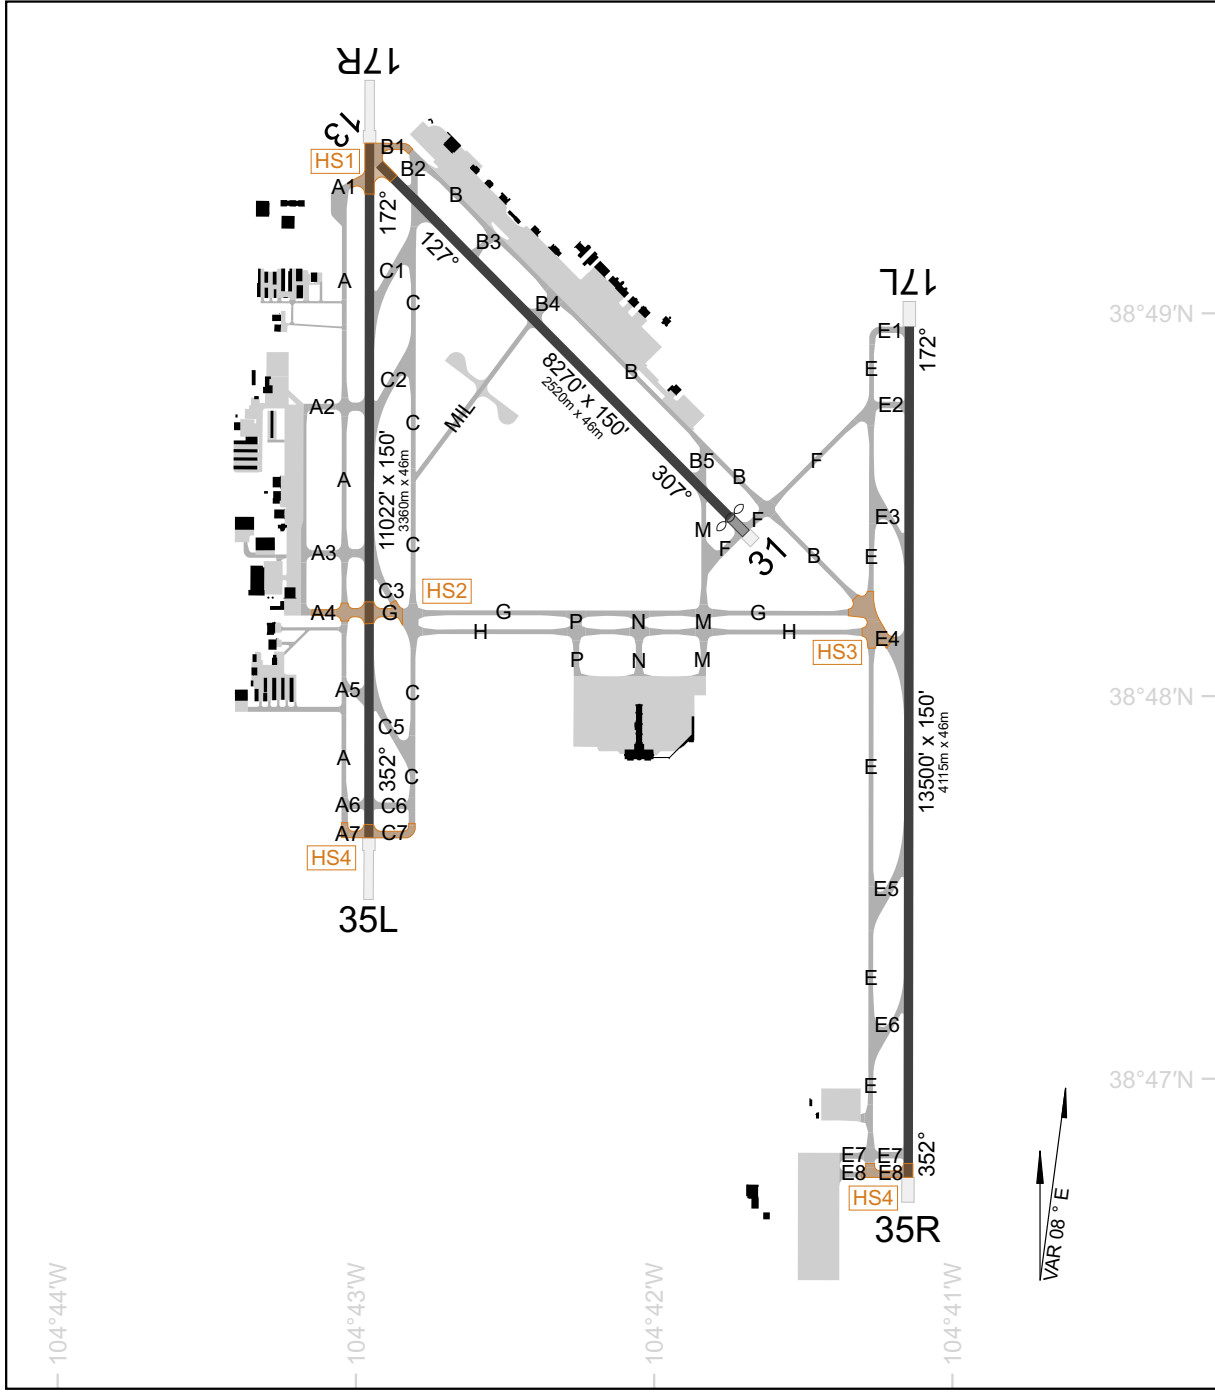 17R
13
HS1
B1
B2
A1
B
172°
127°
B3
A
C1
C
B4
17L
38°49′N
E1
172°
E
8270' x 150'
2520m x 46m
B
C2
A2
E2
MIL
C
11022' x 150'
3360m x 46m
B5
F
B
A
307°
E3
F
M
31
C
F
A3
B
E
C3
HS2
A4
G
G
G
P
N
M
H
H
E4
HS3
P
N
M
A5
C
38°48′N
C5
352°
A
C
E
13500' x 150'
4115m x 46m
A6
C6
A7
C7
HS4
E5
35L
E
E6
38°47′N
E
E7
E7
352°
E8
E8
HS4
VAR 08 ° E
35R
104°44′W
104°43′W
104°42′W
104°41′W